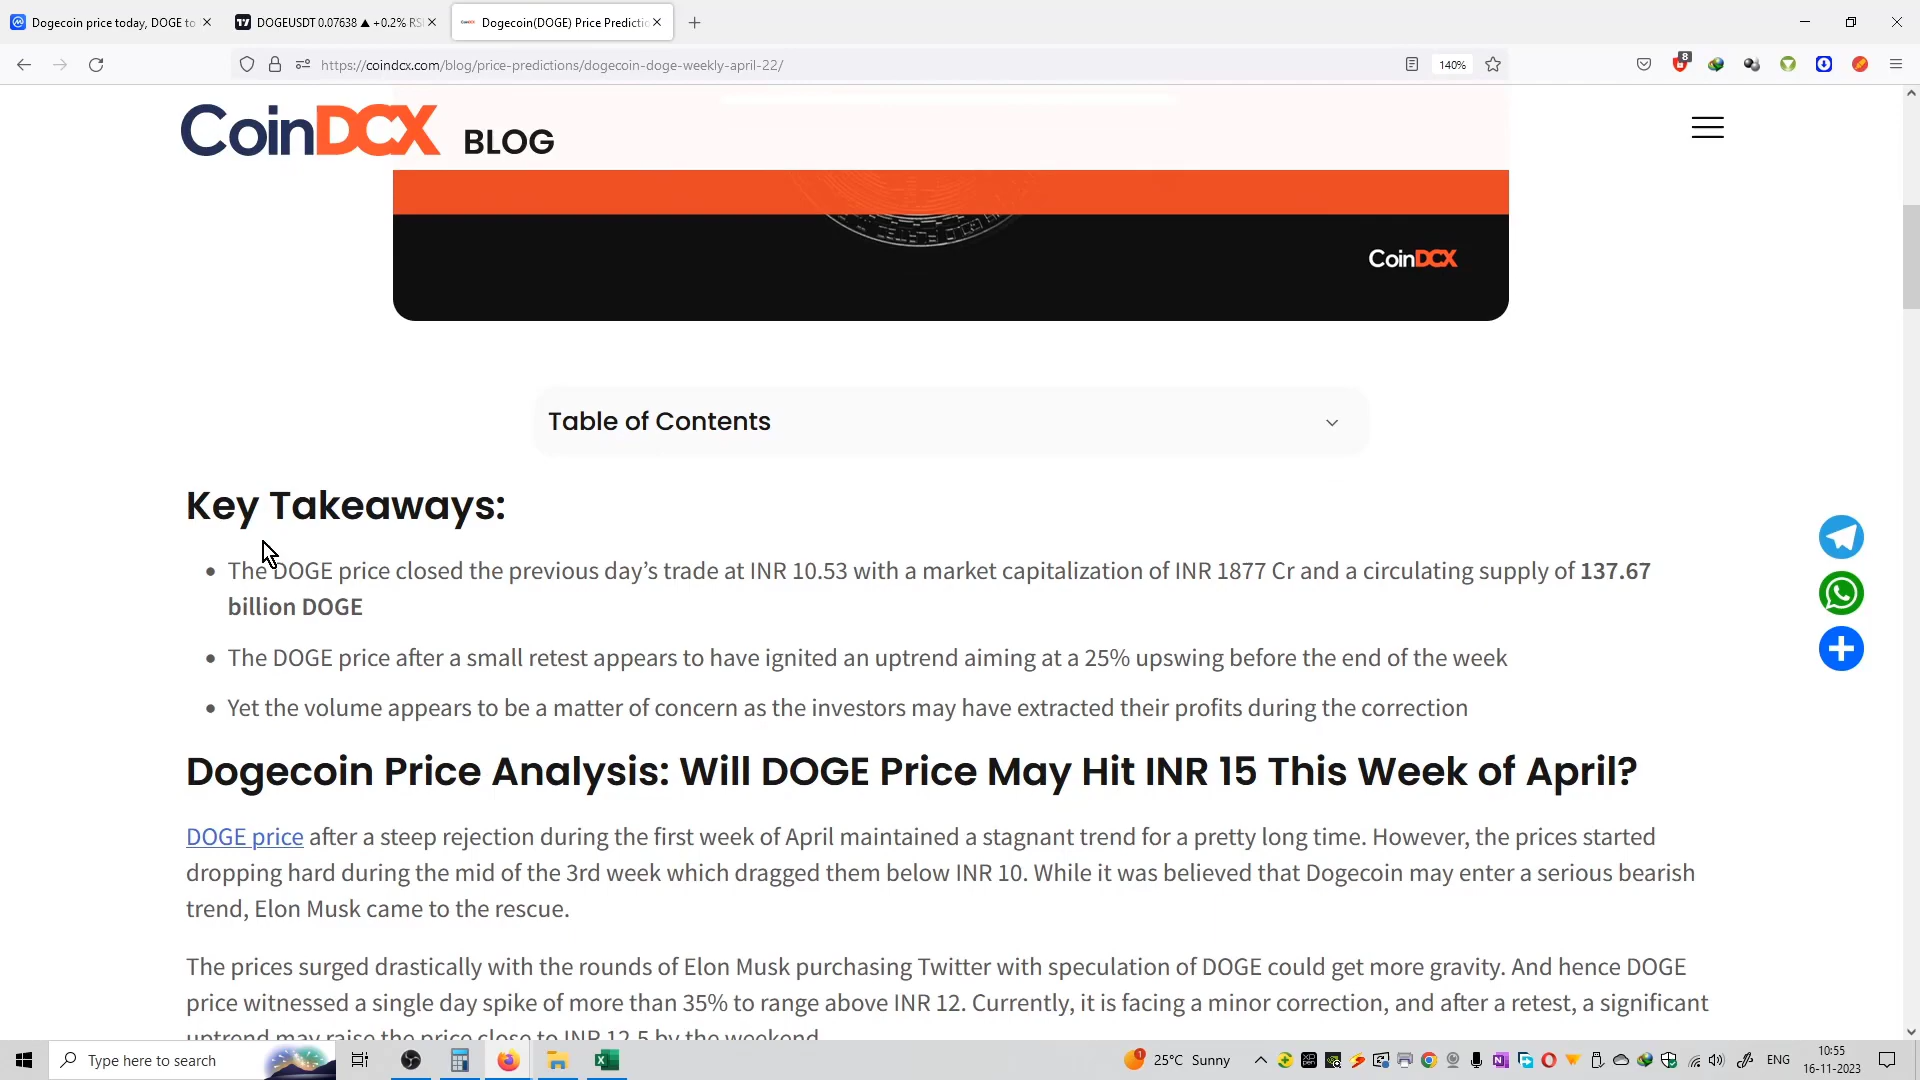 Dogecoin price today, DOGE to
DOGEUSDT 0.07638 ▲ +0.2% RS
Dogecoin(DOGE) Price Predictio
https://coindcx.com/blog/price-predictions/dogecoin-doge-weekly-april-22/
140%
8
CoinDCX BLOG
CoinDCX
Table of Contents
Key Takeaways:
• The DOGE price closed the previous day’s trade at INR 10.53 with a market capitalization of INR 1877 Cr and a circulating supply of 137.67
billion DOGE
• The DOGE price after a small retest appears to have ignited an uptrend aiming at a 25% upswing before the end of the week
• Yet the volume appears to be a matter of concern as the investors may have extracted their profits during the correction
Dogecoin Price Analysis: Will DOGE Price May Hit INR 15 This Week of April?
DOGE price after a steep rejection during the first week of April maintained a stagnant trend for a pretty long time. However, the prices started
dropping hard during the mid of the 3rd week which dragged them below INR 10. While it was believed that Dogecoin may enter a serious bearish
trend, Elon Musk came to the rescue.
The prices surged drastically with the rounds of Elon Musk purchasing Twitter with speculation of DOGE could get more gravity. And hence DOGE
price witnessed a single day spike of more than 35% to range above INR 12. Currently, it is facing a minor correction, and after a retest, a significant
uptrend may raise the price close to INR 12.5 by the weekend.
Type here to search
1
25°C Sunny
ENG
10:55
16-11-2023